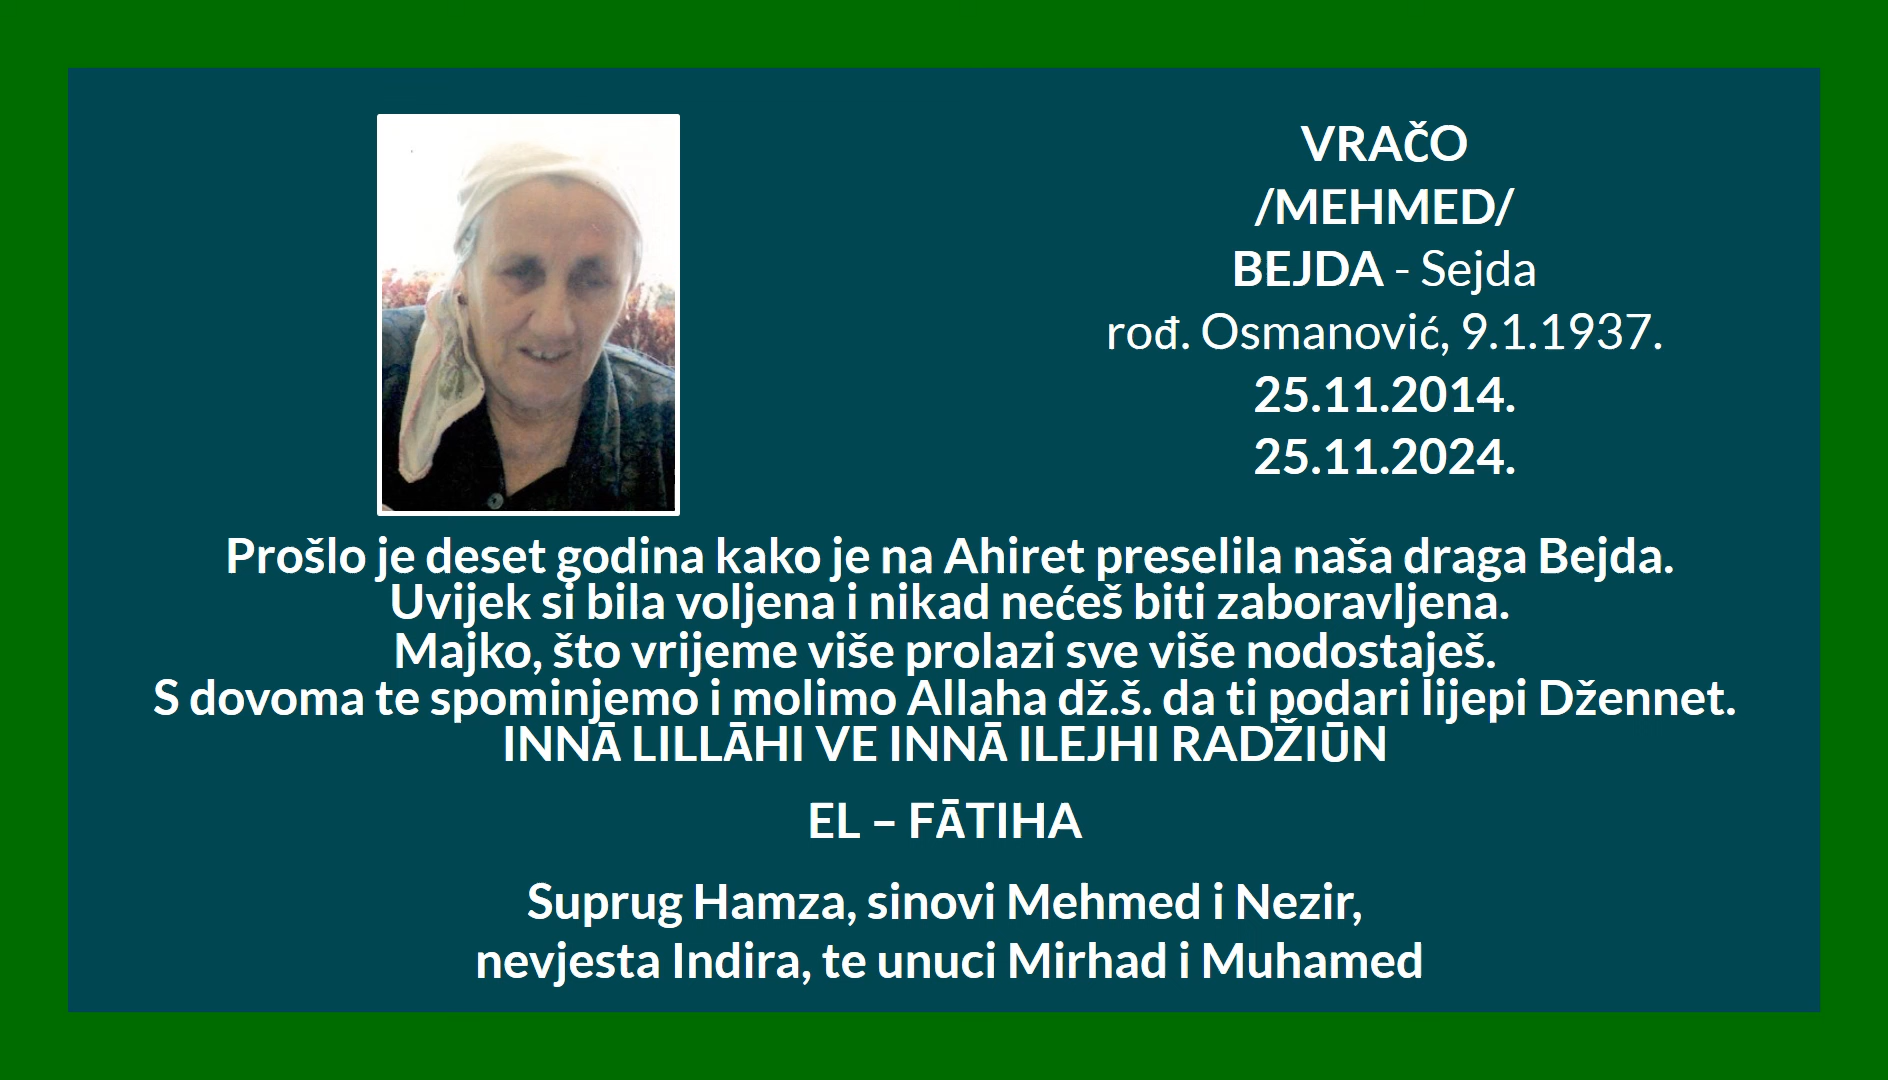 VRAČO
/MEHMED/
BEJDA - Sejda
rođ. Osmanović, 9.1.1937.
25.11.2014.
25.11.2024.
Prošlo je deset godina kako je na Ahiret preselila naša draga Bejda.
Uvijek si bila voljena i nikad nećeš biti zaboravljena.
Majko, što vrijeme više prolazi sve više nodostaješ.
S dovoma te spominjemo i molimo Allaha dž.š. da ti podari lijepi Džennet.
INNĀ LILLĀHI VE INNĀ ILEJHI RADŽIŪN
EL – FĀTIHA
Suprug Hamza, sinovi Mehmed i Nezir,
nevjesta Indira, te unuci Mirhad i Muhamed